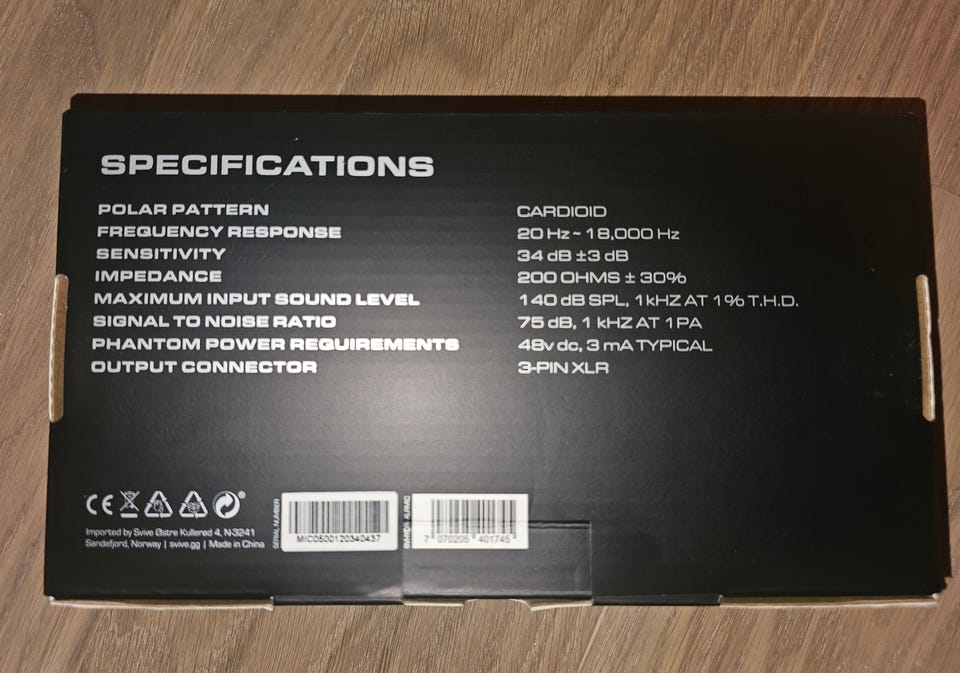 SPECIFICATIONS
POLAR PATTERN CARDIOID
FREQUENCY RESPONSE 20 Hz ~ 18,000 Hz
SENSITIVITY 34 dB ±3 dB
IMPEDANCE 200 OHMS ± 30%
MAXIMUM INPUT SOUND LEVEL 140 dB SPL, 1 kHZ AT 1% T.H.D.
SIGNAL TO NOISE RATIO 75 dB, 1 kHZ AT 1 PA
PHANTOM POWER REQUIREMENTS 48v dc, 3 mA TYPICAL
OUTPUT CONNECTOR 3-PIN XLR
CE
Imported by Svive Østre Kullerød 4, N-3241
Sandefjord, Norway | svive.gg | Made in China
SERIAL NUMBER
MIC0500120340437
7 070205 401745